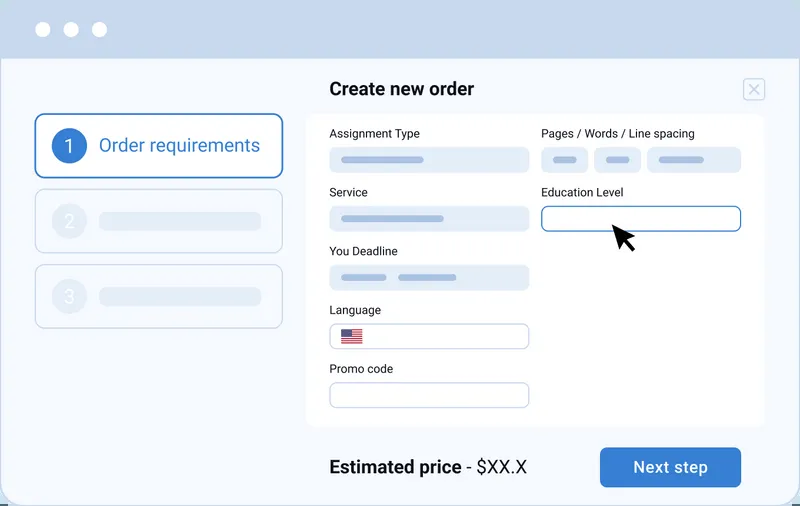 Create new order
1 Order requirements
2
3
Assignment Type
Pages / Words / Line spacing
Service
Education Level
You Deadline
Language
Promo code
Estimated price - $XX.X
Next step